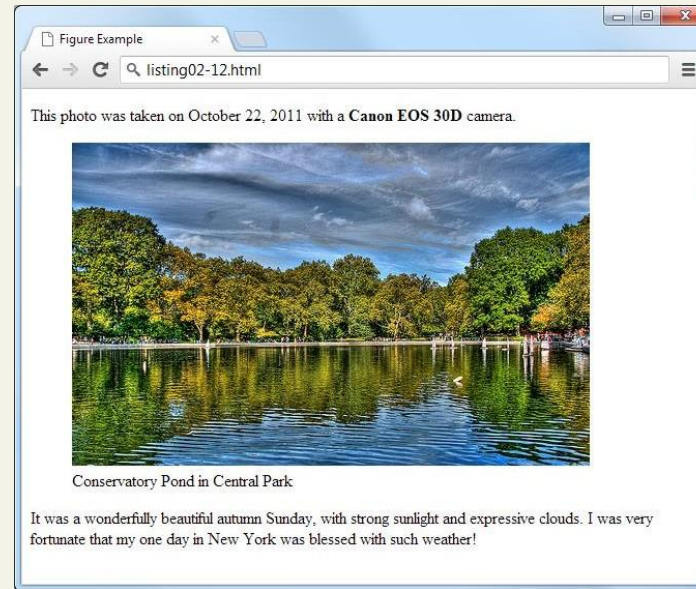 Figure Example
listing02-12.html
This photo was taken on October 22, 2011 with a Canon EOS 30D camera.
Conservatory Pond in Central Park
It was a wonderfully beautiful autumn Sunday, with strong sunlight and expressive clouds. I was very
fortunate that my one day in New York was blessed with such weather!